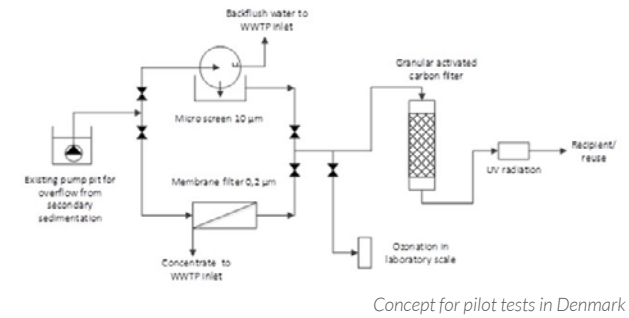 Backflush water to
WWTP inlet
Granular activated
carbon filter
Micro screen 10 µm
Existing pump pit for
overflow from
secondary
sedimentation
Membrane filter 0,2 µm
Recipient/
reuse
UV radiation
Concentrate to
WWTP inlet
Ozonation in
laboratory scale
Concept for pilot tests in Denmark